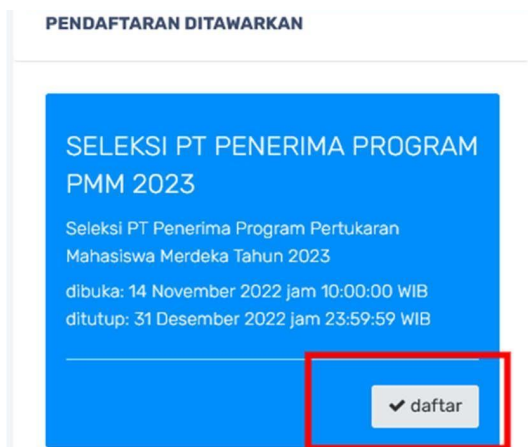 PENDAFTARAN DITAWARKAN
SELEKSI PT PENERIMA PROGRAM
PMM 2023
Seleksi PT Penerima Program Pertukaran
Mahasiswa Merdeka Tahun 2023
dibuka: 14 November 2022 jam 10:00:00 WIB
ditutup: 31 Desember 2022 jam 23:59:59 WIB
✔ daftar